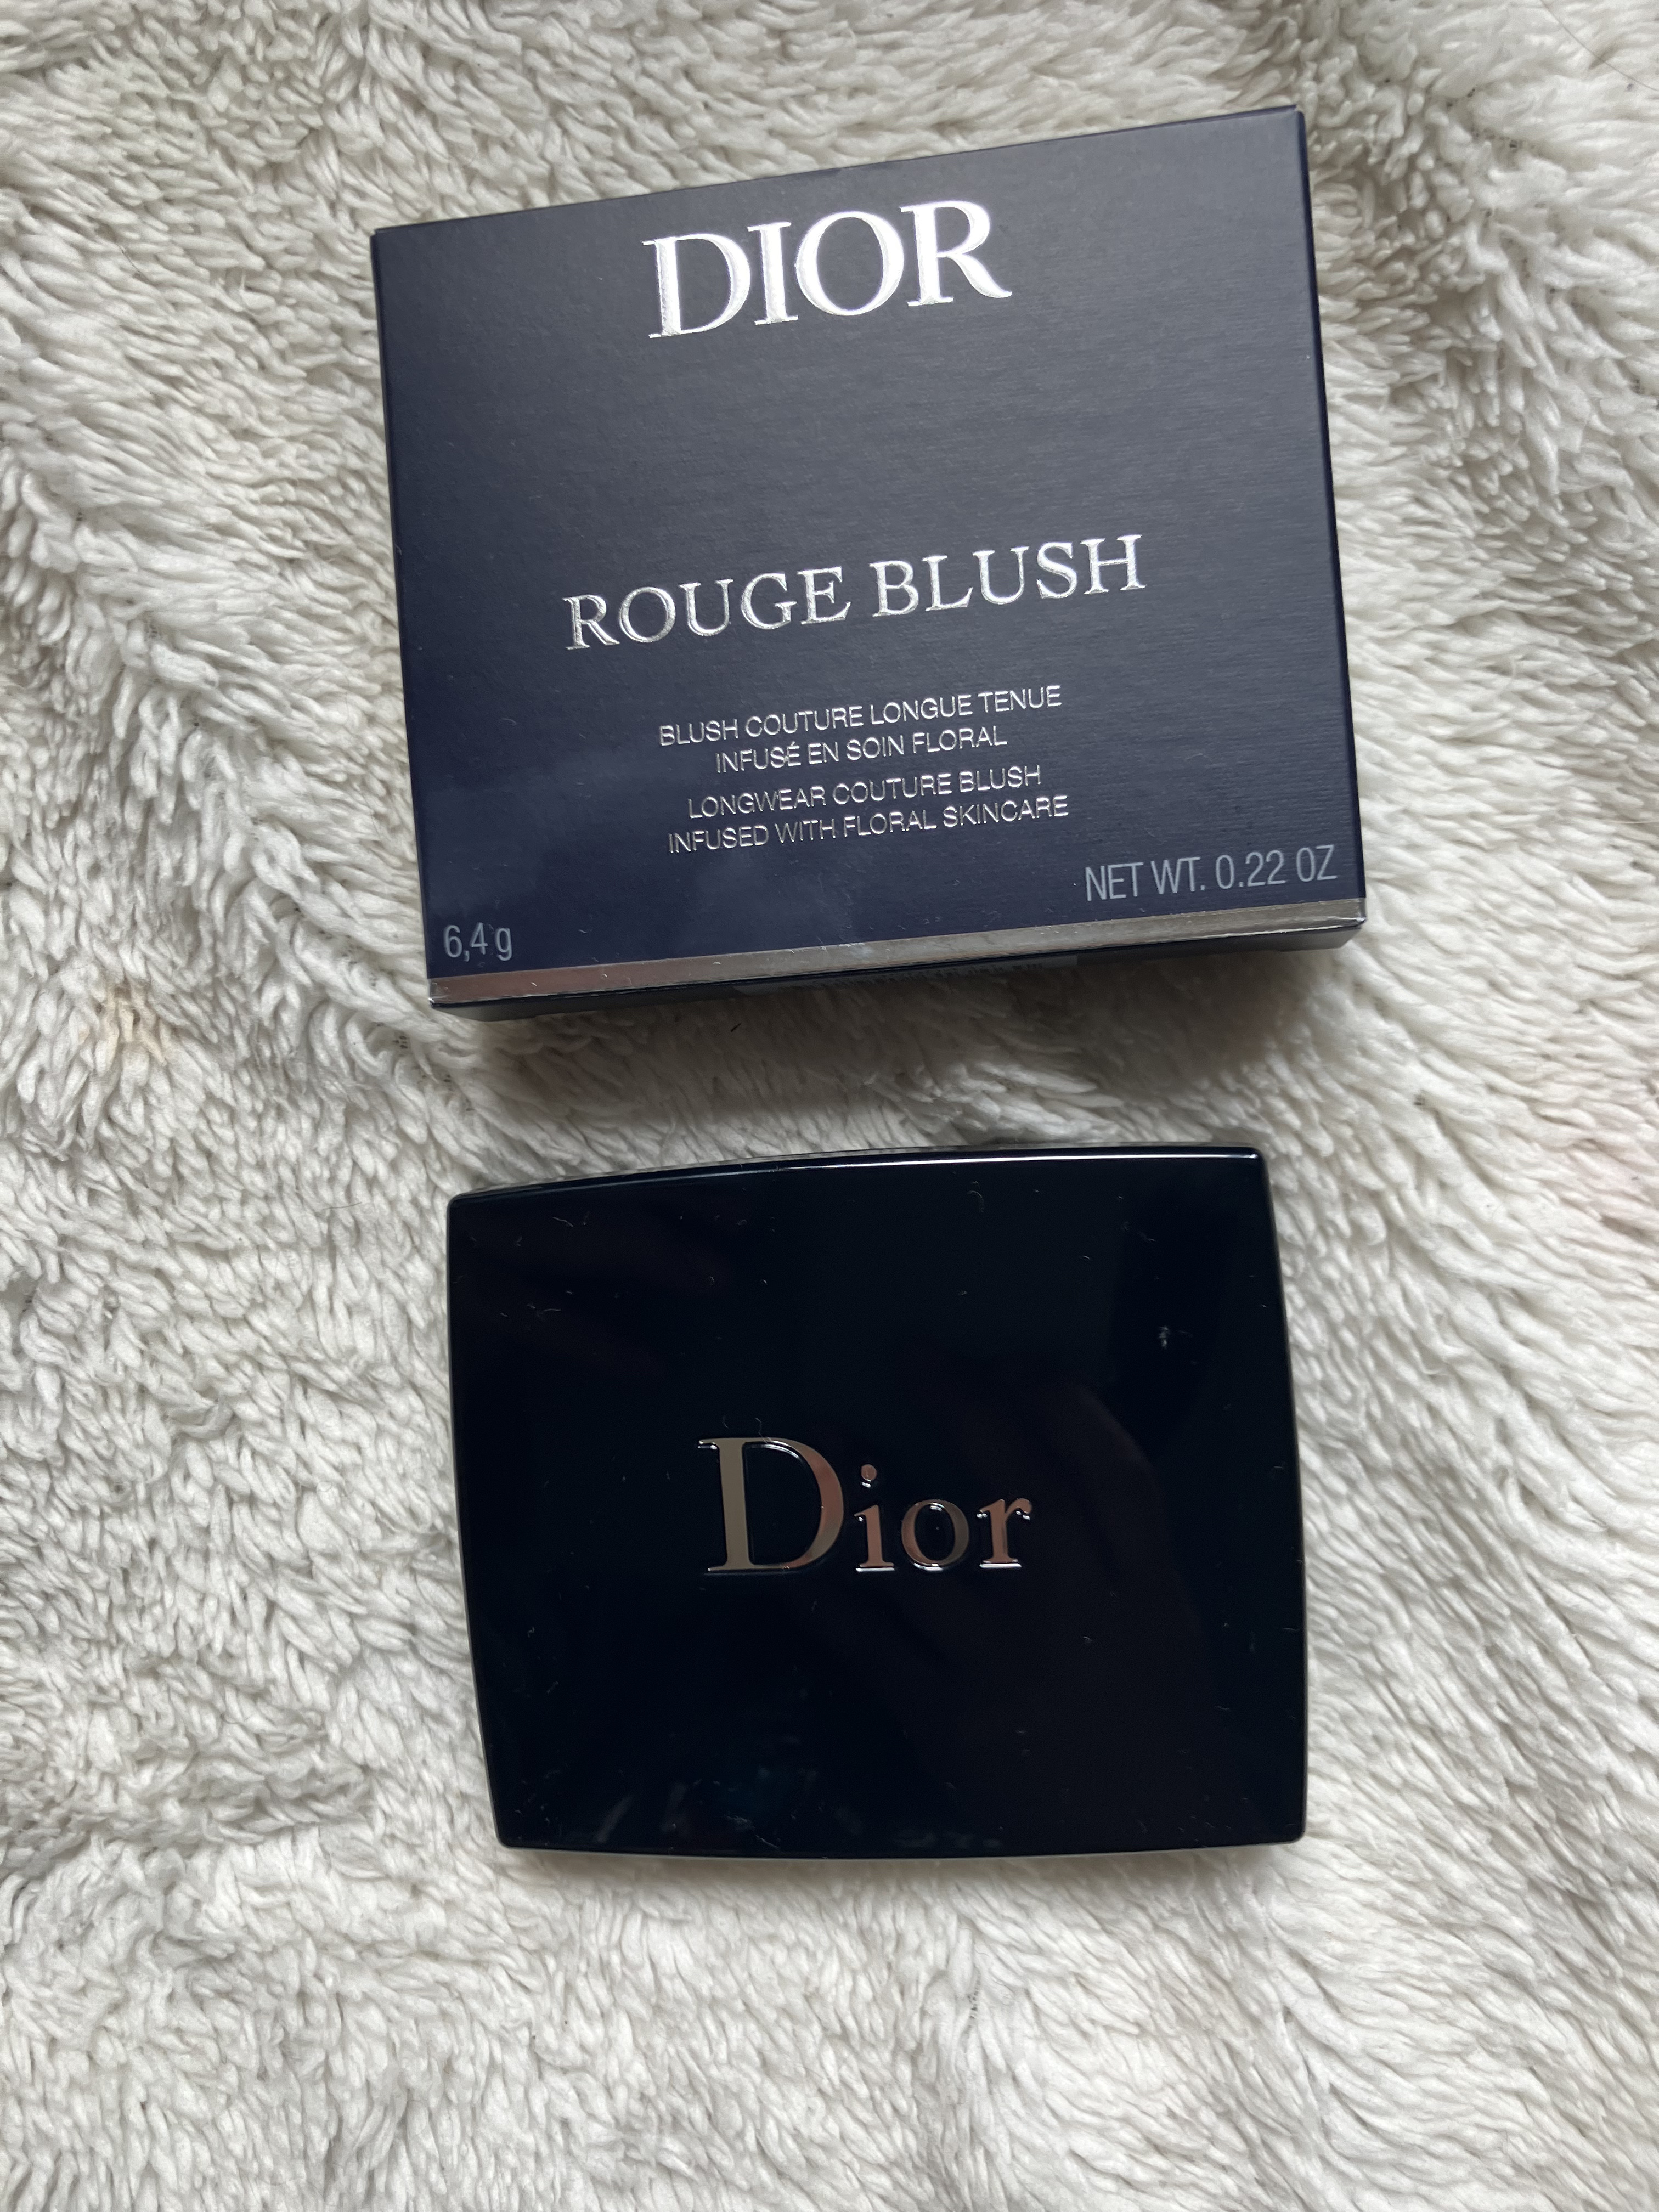 DIOR
ROUGE BLUSH
BLUSH COUTURE LONGUE TENUE
INFUSÉ EN SOIN FLORAL
LONGWEAR COUTURE BLUSH
INFUSED WITH FLORAL SKINCARE
6,4 g
NET WT. 0.22 OZ
Dior